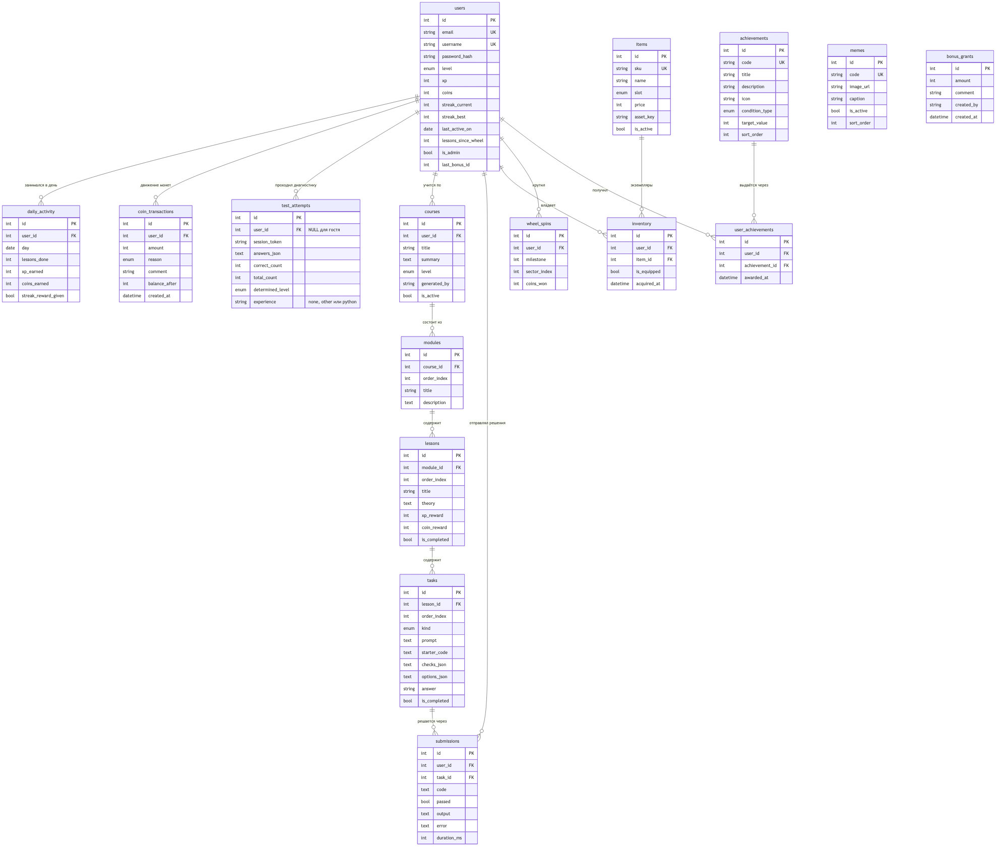 users
int id PK
string email UK
string username UK
string password_hash
enum level
int xp
int coins
int streak_current
int streak_best
date last_active_on
int lessons_since_wheel
bool is_admin
int last_bonus_id
items
int id PK
string sku UK
string name
enum slot
int price
string asset_key
bool is_active
achievements
int id PK
string code UK
string title
string description
string icon
enum condition_type
int target_value
int sort_order
memes
int id PK
string code UK
string image_url
string caption
bool is_active
int sort_order
bonus_grants
int id PK
int amount
string comment
string created_by
datetime created_at
занимался в день
движение монет
проходил диагностику
учится по
крутил
владеет
получил
экземпляры
выдаётся через
daily_activity
int id PK
int user_id FK
date day
int lessons_done
int xp_earned
int coins_earned
bool streak_reward_given
coin_transactions
int id PK
int user_id FK
int amount
enum reason
string comment
int balance_after
datetime created_at
test_attempts
int id PK
int user_id FK NULL для гостя
string session_token
text answers_json
int correct_count
int total_count
enum determined_level
string experience none, other или python
courses
int id PK
int user_id FK
string title
text summary
enum level
string generated_by
bool is_active
wheel_spins
int id PK
int user_id FK
int milestone
int sector_index
int coins_won
inventory
int id PK
int user_id FK
int item_id FK
bool is_equipped
datetime acquired_at
user_achievements
int id PK
int user_id FK
int achievement_id FK
datetime awarded_at
состоит из
modules
int id PK
int course_id FK
int order_index
string title
text description
содержит
отправлял решения
lessons
int id PK
int module_id FK
int order_index
string title
text theory
int xp_reward
int coin_reward
bool is_completed
содержит
tasks
int id PK
int lesson_id FK
int order_index
enum kind
text prompt
text starter_code
text checks_json
text options_json
string answer
bool is_completed
решается через
submissions
int id PK
int user_id FK
int task_id FK
text code
bool passed
text output
text error
int duration_ms